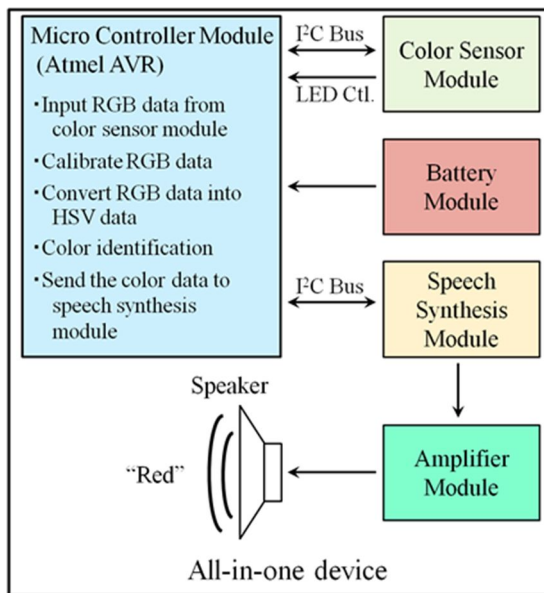 Micro Controller Module
(Atmel AVR)
・Input RGB data from
color sensor module
・Calibrate RGB data
・Convert RGB data into
HSV data
・Color identification
・Send the color data to
speech synthesis
module
I²C Bus
LED Ctl.
Color Sensor
Module
Battery
Module
I²C Bus
Speech
Synthesis
Module
Speaker
“Red”
Amplifier
Module
All-in-one device